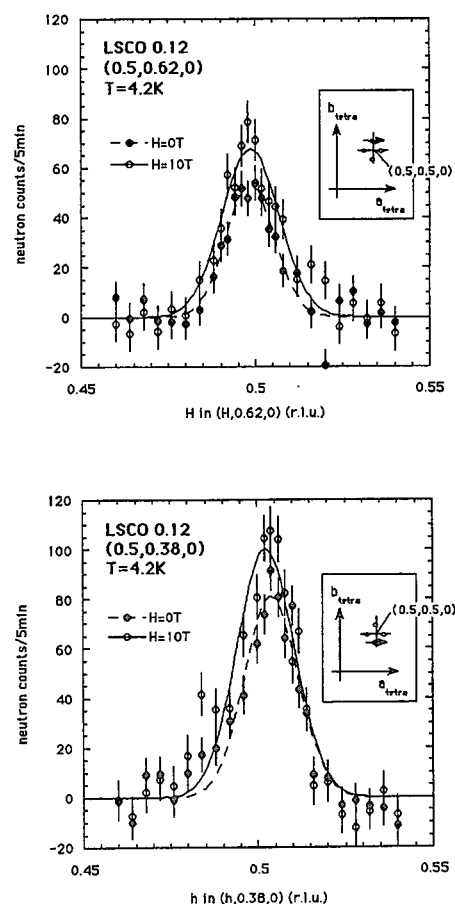 120
100
80
60
40
20
0
-20
neutron counts/5min
LSCO 0.12
(0.5,0.62,0)
T=4.2K
H=0T
H=10T
b tetra
(0.5,0.5,0)
a tetra
0.45
0.5
0.55
H in (H,0.62,0) (r.l.u.)
120
100
80
60
40
20
0
-20
neutron counts/5min
LSCO 0.12
(0.5,0.38,0)
T=4.2K
H=0T
H=10T
b tetra
(0.5,0.5,0)
a tetra
0.45
0.5
0.55
h in (h,0.38,0) (r.l.u.)